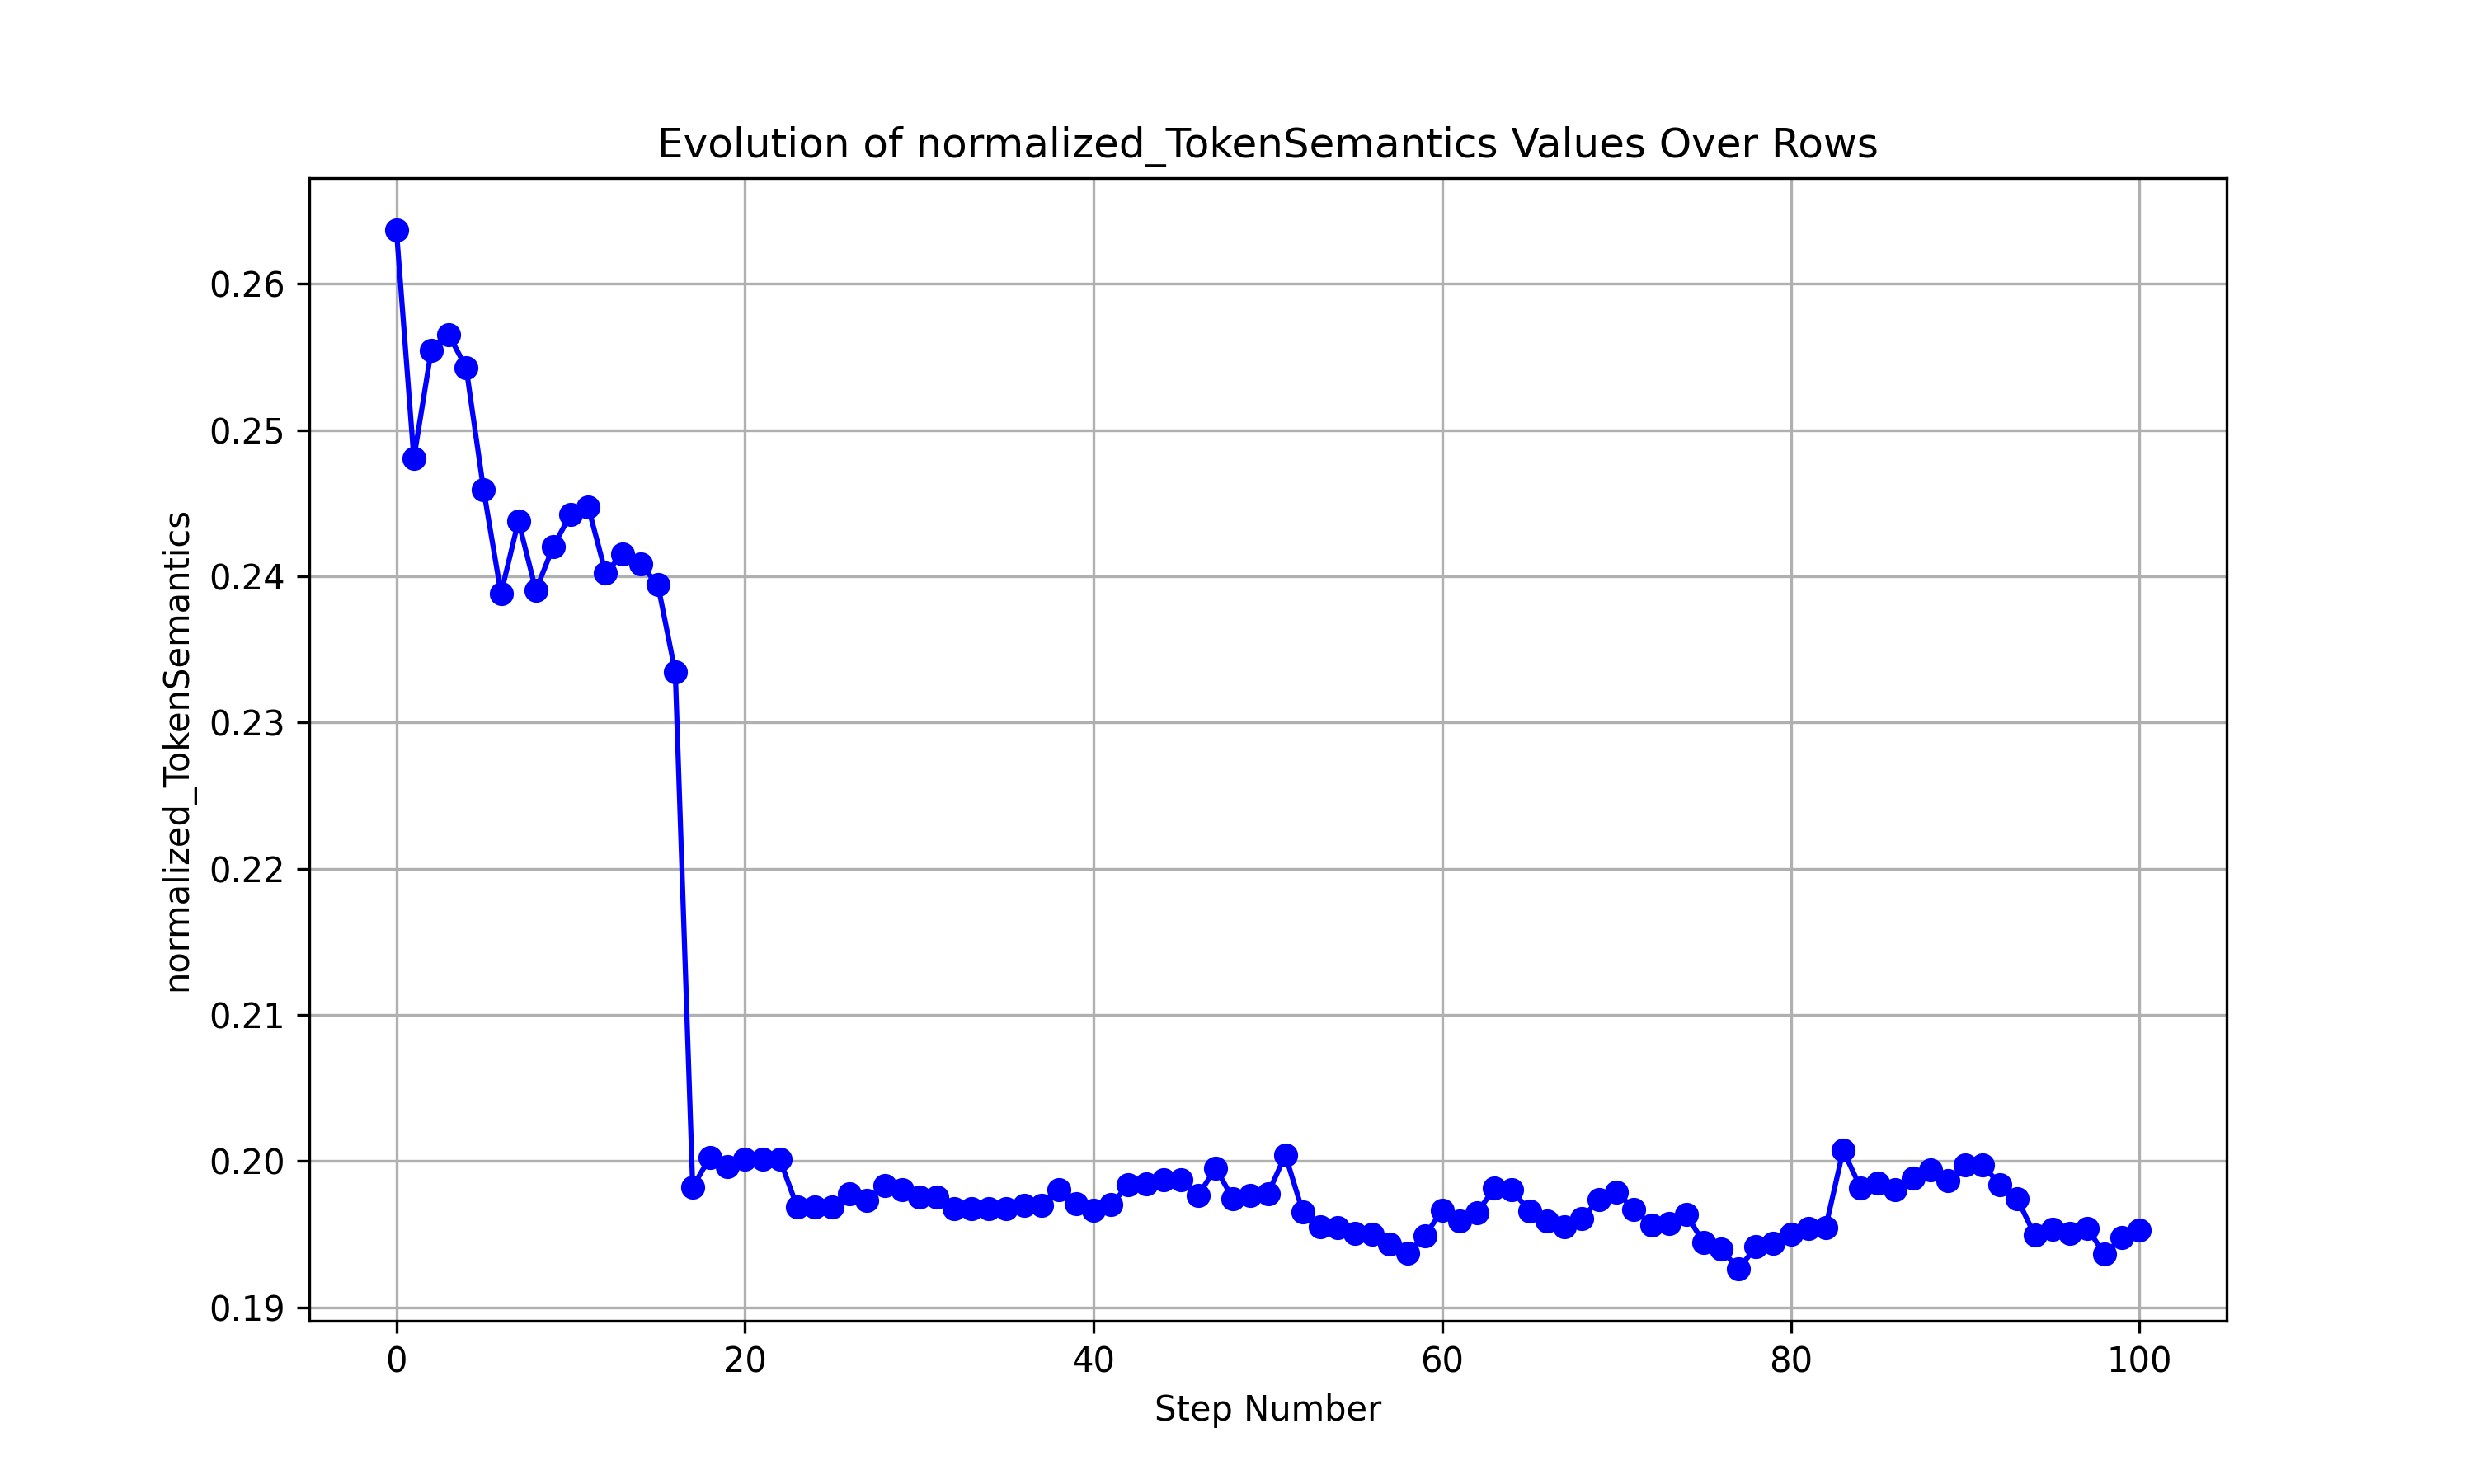 Evolution of normalized_TokenSemantics Values Over Rows
normalized_TokenSemantics
0.26
0.25
0.24
0.23
0.22
0.21
0.20
0.19
0 20 40 60 80 100
Step Number